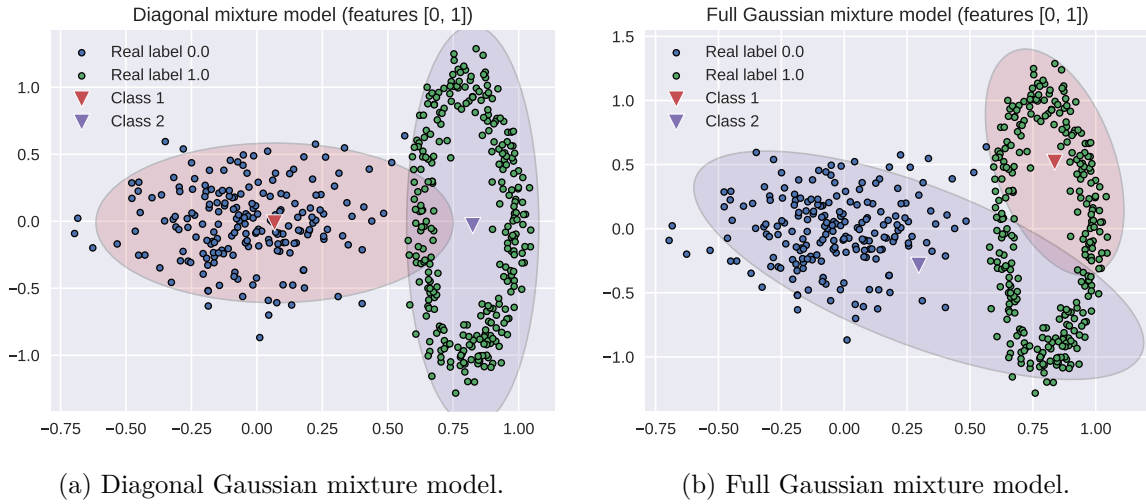 Diagonal mixture model (features [0, 1])
Real label 0.0
Real label 1.0
Class 1
Class 2
1.0
0.5
0.0
−0.5
−1.0
−0.75 −0.50 −0.25 0.00 0.25 0.50 0.75 1.00
(a) Diagonal Gaussian mixture model.
Full Gaussian mixture model (features [0, 1])
Real label 0.0
Real label 1.0
Class 1
Class 2
1.5
1.0
0.5
0.0
−0.5
−1.0
−0.75 −0.50 −0.25 0.00 0.25 0.50 0.75 1.00
(b) Full Gaussian mixture model.